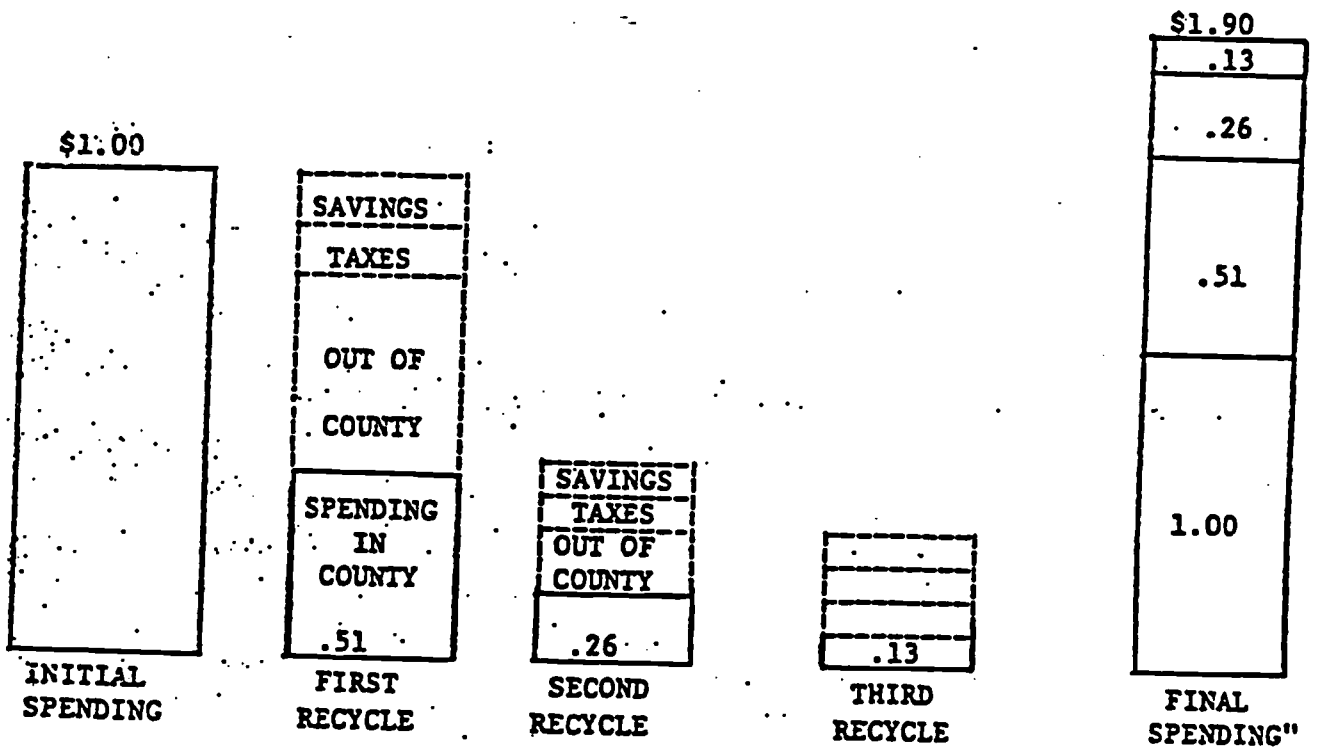 $1.00
INITIAL
SPENDING
SAVINGS
TAXES
OUT OF
COUNTY
SPENDING
IN
COUNTY
.51
FIRST
RECYCLE
SAVINGS
TAXES
OUT OF
COUNTY
.26
SECOND
RECYCLE
.13
THIRD
RECYCLE
$1.90
.13
.26
.51
1.00
FINAL
SPENDING"